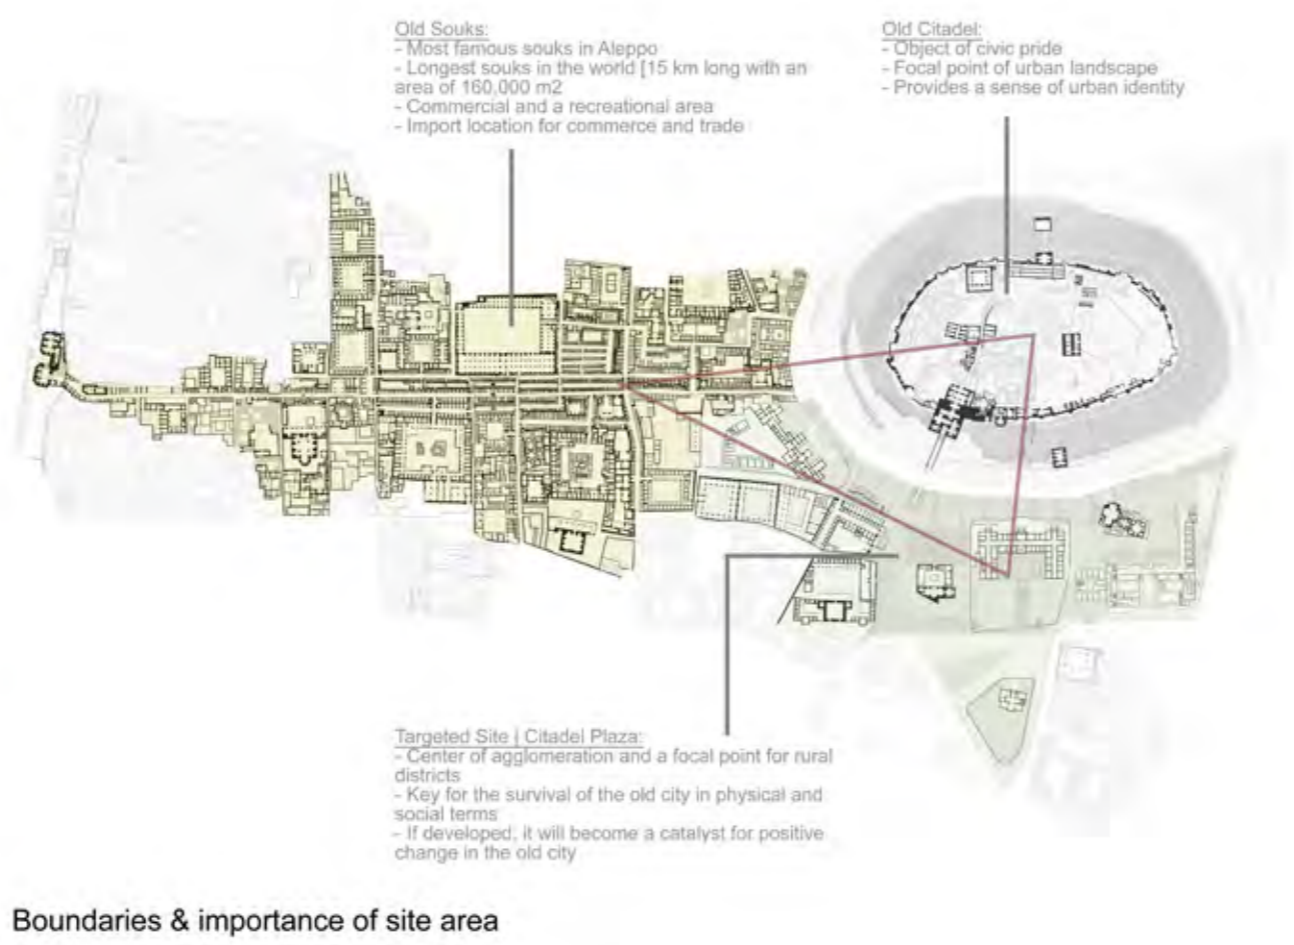 Old Souks:
- Most famous souks in Aleppo
- Longest souks in the world [15 km long with an
area of 160,000 m2
- Commercial and a recreational area
- Import location for commerce and trade
Old Citadel:
- Object of civic pride
- Focal point of urban landscape
- Provides a sense of urban identity
Targeted Site | Citadel Plaza:
- Center of agglomeration and a focal point for rural
districts
- Key for the survival of the old city in physical and
social terms
- If developed, it will become a catalyst for positive
change in the old city
Boundaries & importance of site area